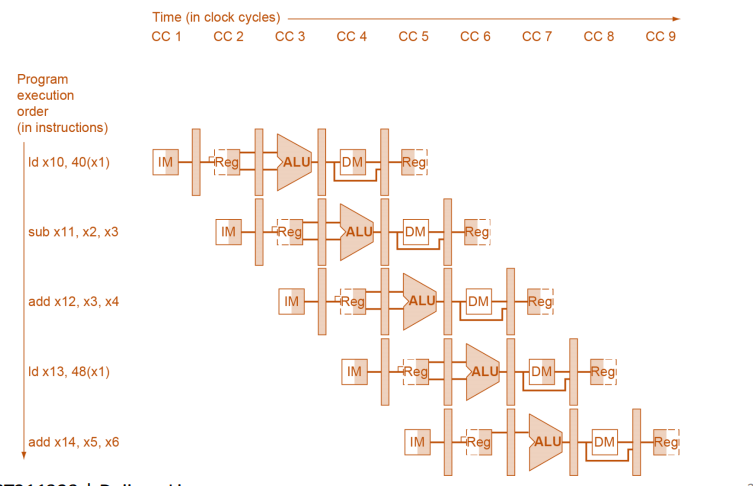 Time (in clock cycles)
CC 1 CC 2 CC 3 CC 4 CC 5 CC 6 CC 7 CC 8 CC 9
Program
execution
order
(in instructions)
ld x10, 40(x1) IM Reg ALU DM Reg
sub x11, x2, x3 IM Reg ALU DM Reg
add x12, x3, x4 IM Reg ALU DM Reg
ld x13, 48(x1) IM Reg ALU DM Reg
add x14, x5, x6 IM Reg ALU DM Reg